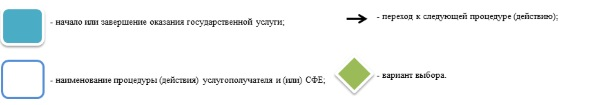 - начало или завершение оказания государственной услуги;
- переход к следующей процедуре (действию);
- наименование процедуры (действия) услугополучателя и (или) СФЕ;
- вариант выбора.